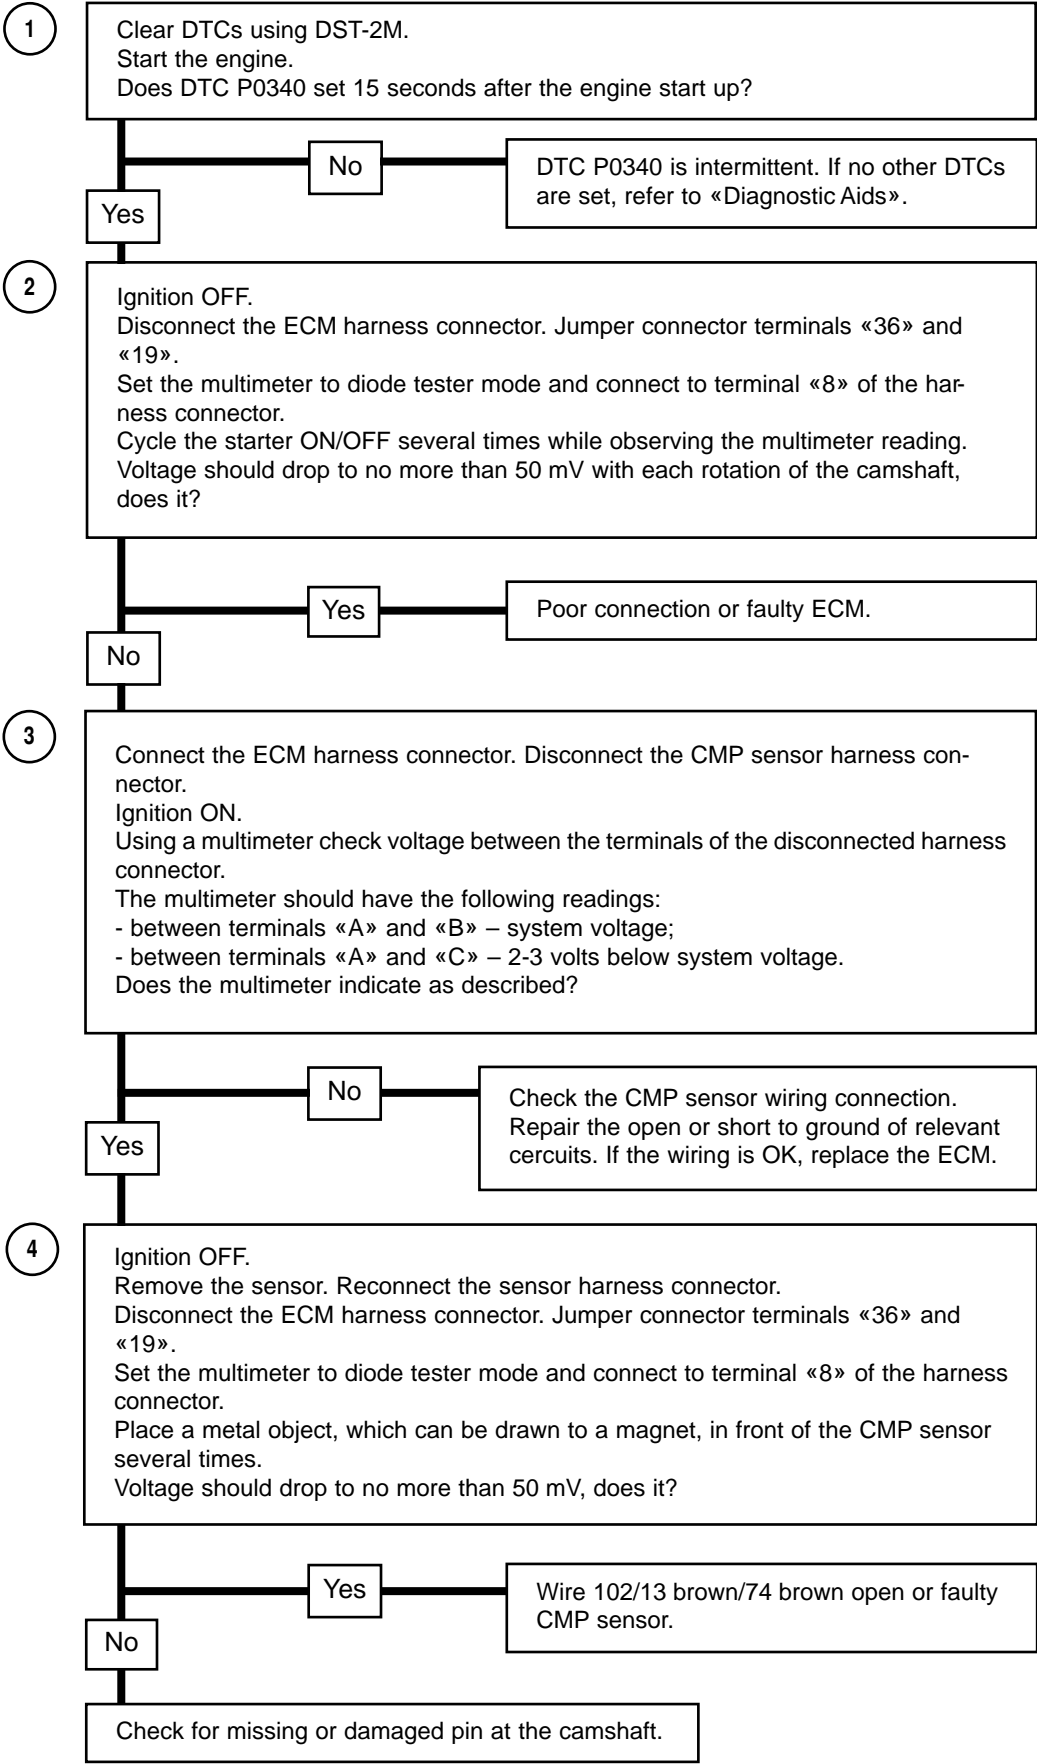 1
Clear DTCs using DST-2M.
Start the engine.
Does DTC P0340 set 15 seconds after the engine start up?
No
DTC P0340 is intermittent. If no other DTCs
are set, refer to «Diagnostic Aids».
Yes
2
Ignition OFF.
Disconnect the ECM harness connector. Jumper connector terminals «36» and
«19».
Set the multimeter to diode tester mode and connect to terminal «8» of the har-
ness connector.
Cycle the starter ON/OFF several times while observing the multimeter reading.
Voltage should drop to no more than 50 mV with each rotation of the camshaft,
does it?
Yes
Poor connection or faulty ECM.
No
3
Connect the ECM harness connector. Disconnect the CMP sensor harness con-
nector.
Ignition ON.
Using a multimeter check voltage between the terminals of the disconnected harness
connector.
The multimeter should have the following readings:
- between terminals «A» and «B» – system voltage;
- between terminals «A» and «C» – 2-3 volts below system voltage.
Does the multimeter indicate as described?
No
Check the CMP sensor wiring connection.
Repair the open or short to ground of relevant
cercuits. If the wiring is OK, replace the ECM.
Yes
4
Ignition OFF.
Remove the sensor. Reconnect the sensor harness connector.
Disconnect the ECM harness connector. Jumper connector terminals «36» and
«19».
Set the multimeter to diode tester mode and connect to terminal «8» of the harness
connector.
Place a metal object, which can be drawn to a magnet, in front of the CMP sensor
several times.
Voltage should drop to no more than 50 mV, does it?
Yes
Wire 102/13 brown/74 brown open or faulty
CMP sensor.
No
Check for missing or damaged pin at the camshaft.